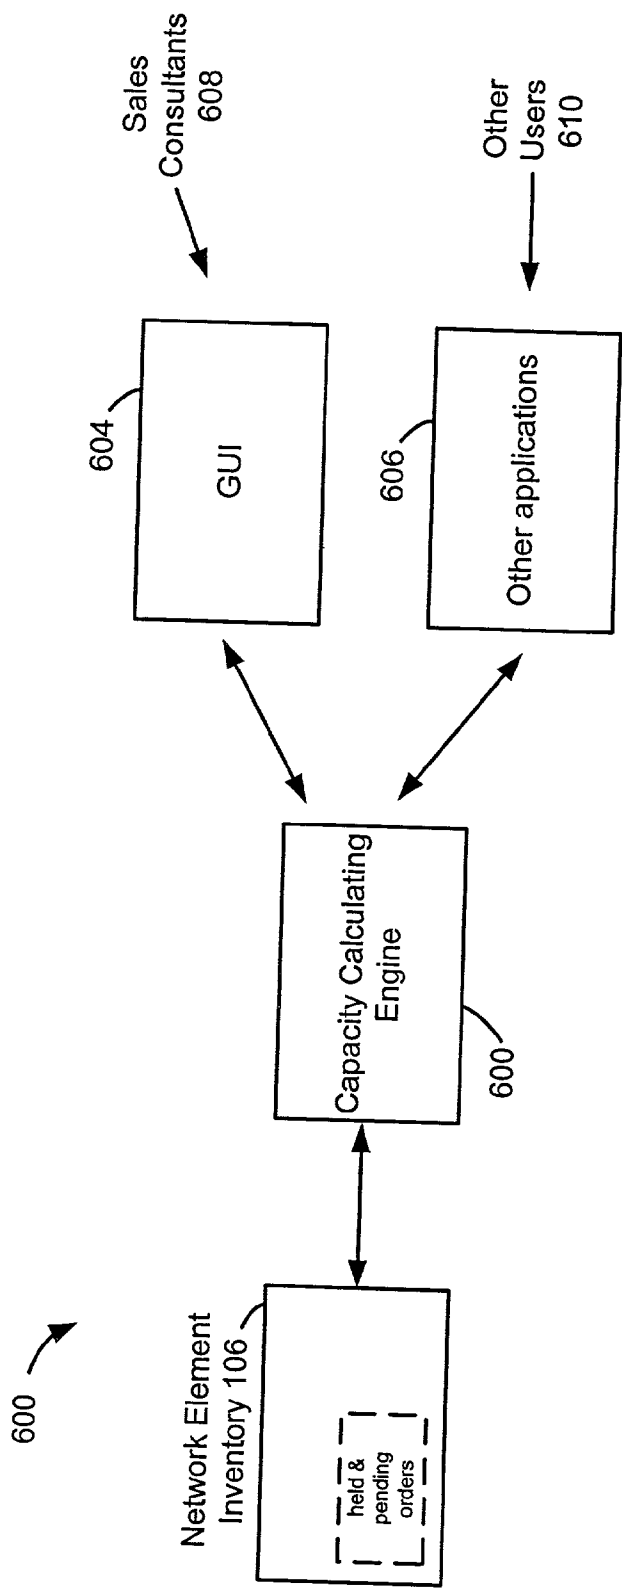 600
Network Element
Inventory 106
held &
pending
orders
Capacity Calculating
Engine
600
604
GUI
606
Other applications
Sales
Consultants
608
Other
Users
610